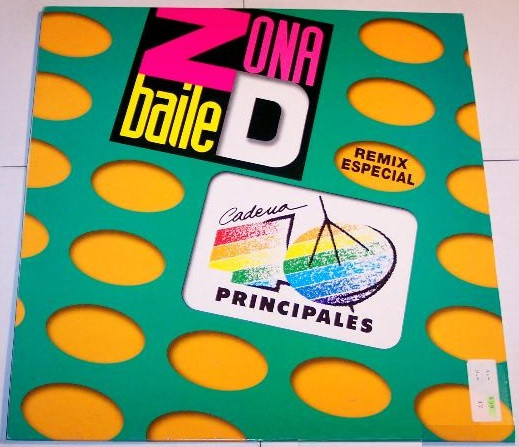 ZONA
D
baile
REMIX
ESPECIAL
Cadena
40
PRINCIPALES